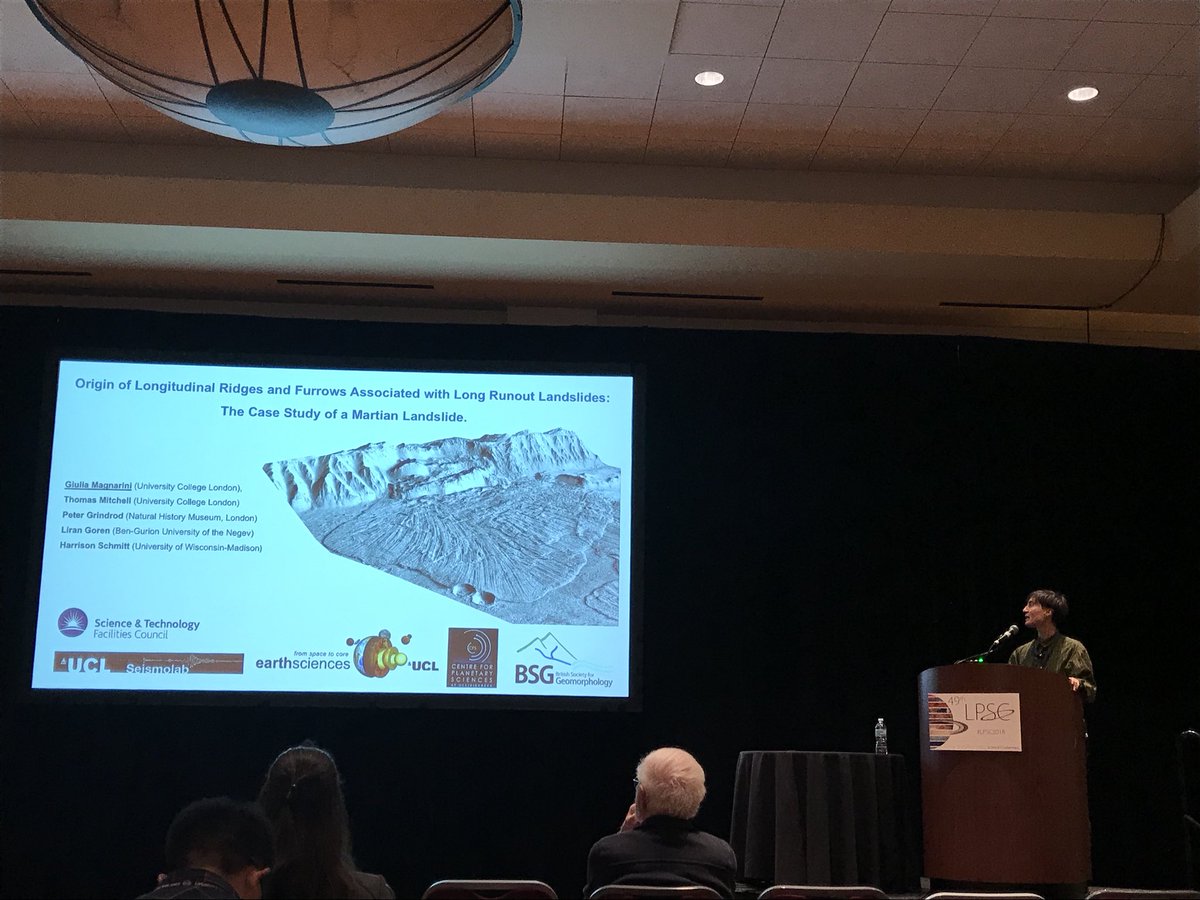 Origin of Longitudinal Ridges and Furrows Associated with Long Runout Landslides:
The Case Study of a Martian Landslide.
Giulia Magnarini (University College London),
Thomas Mitchell (University College London)
Peter Grindrod (Natural History Museum, London)
Liran Goren (Ben-Gurion University of the Negev)
Harrison Schmitt (University of Wisconsin-Madison)
Science & Technology
Facilities Council
UCL Seismolab
from space to core
earthsciences UCL
CENTRE FOR
PLANETARY
SCIENCES
BSG British Society for
Geomorphology
49th LPSC
#LPSC2018